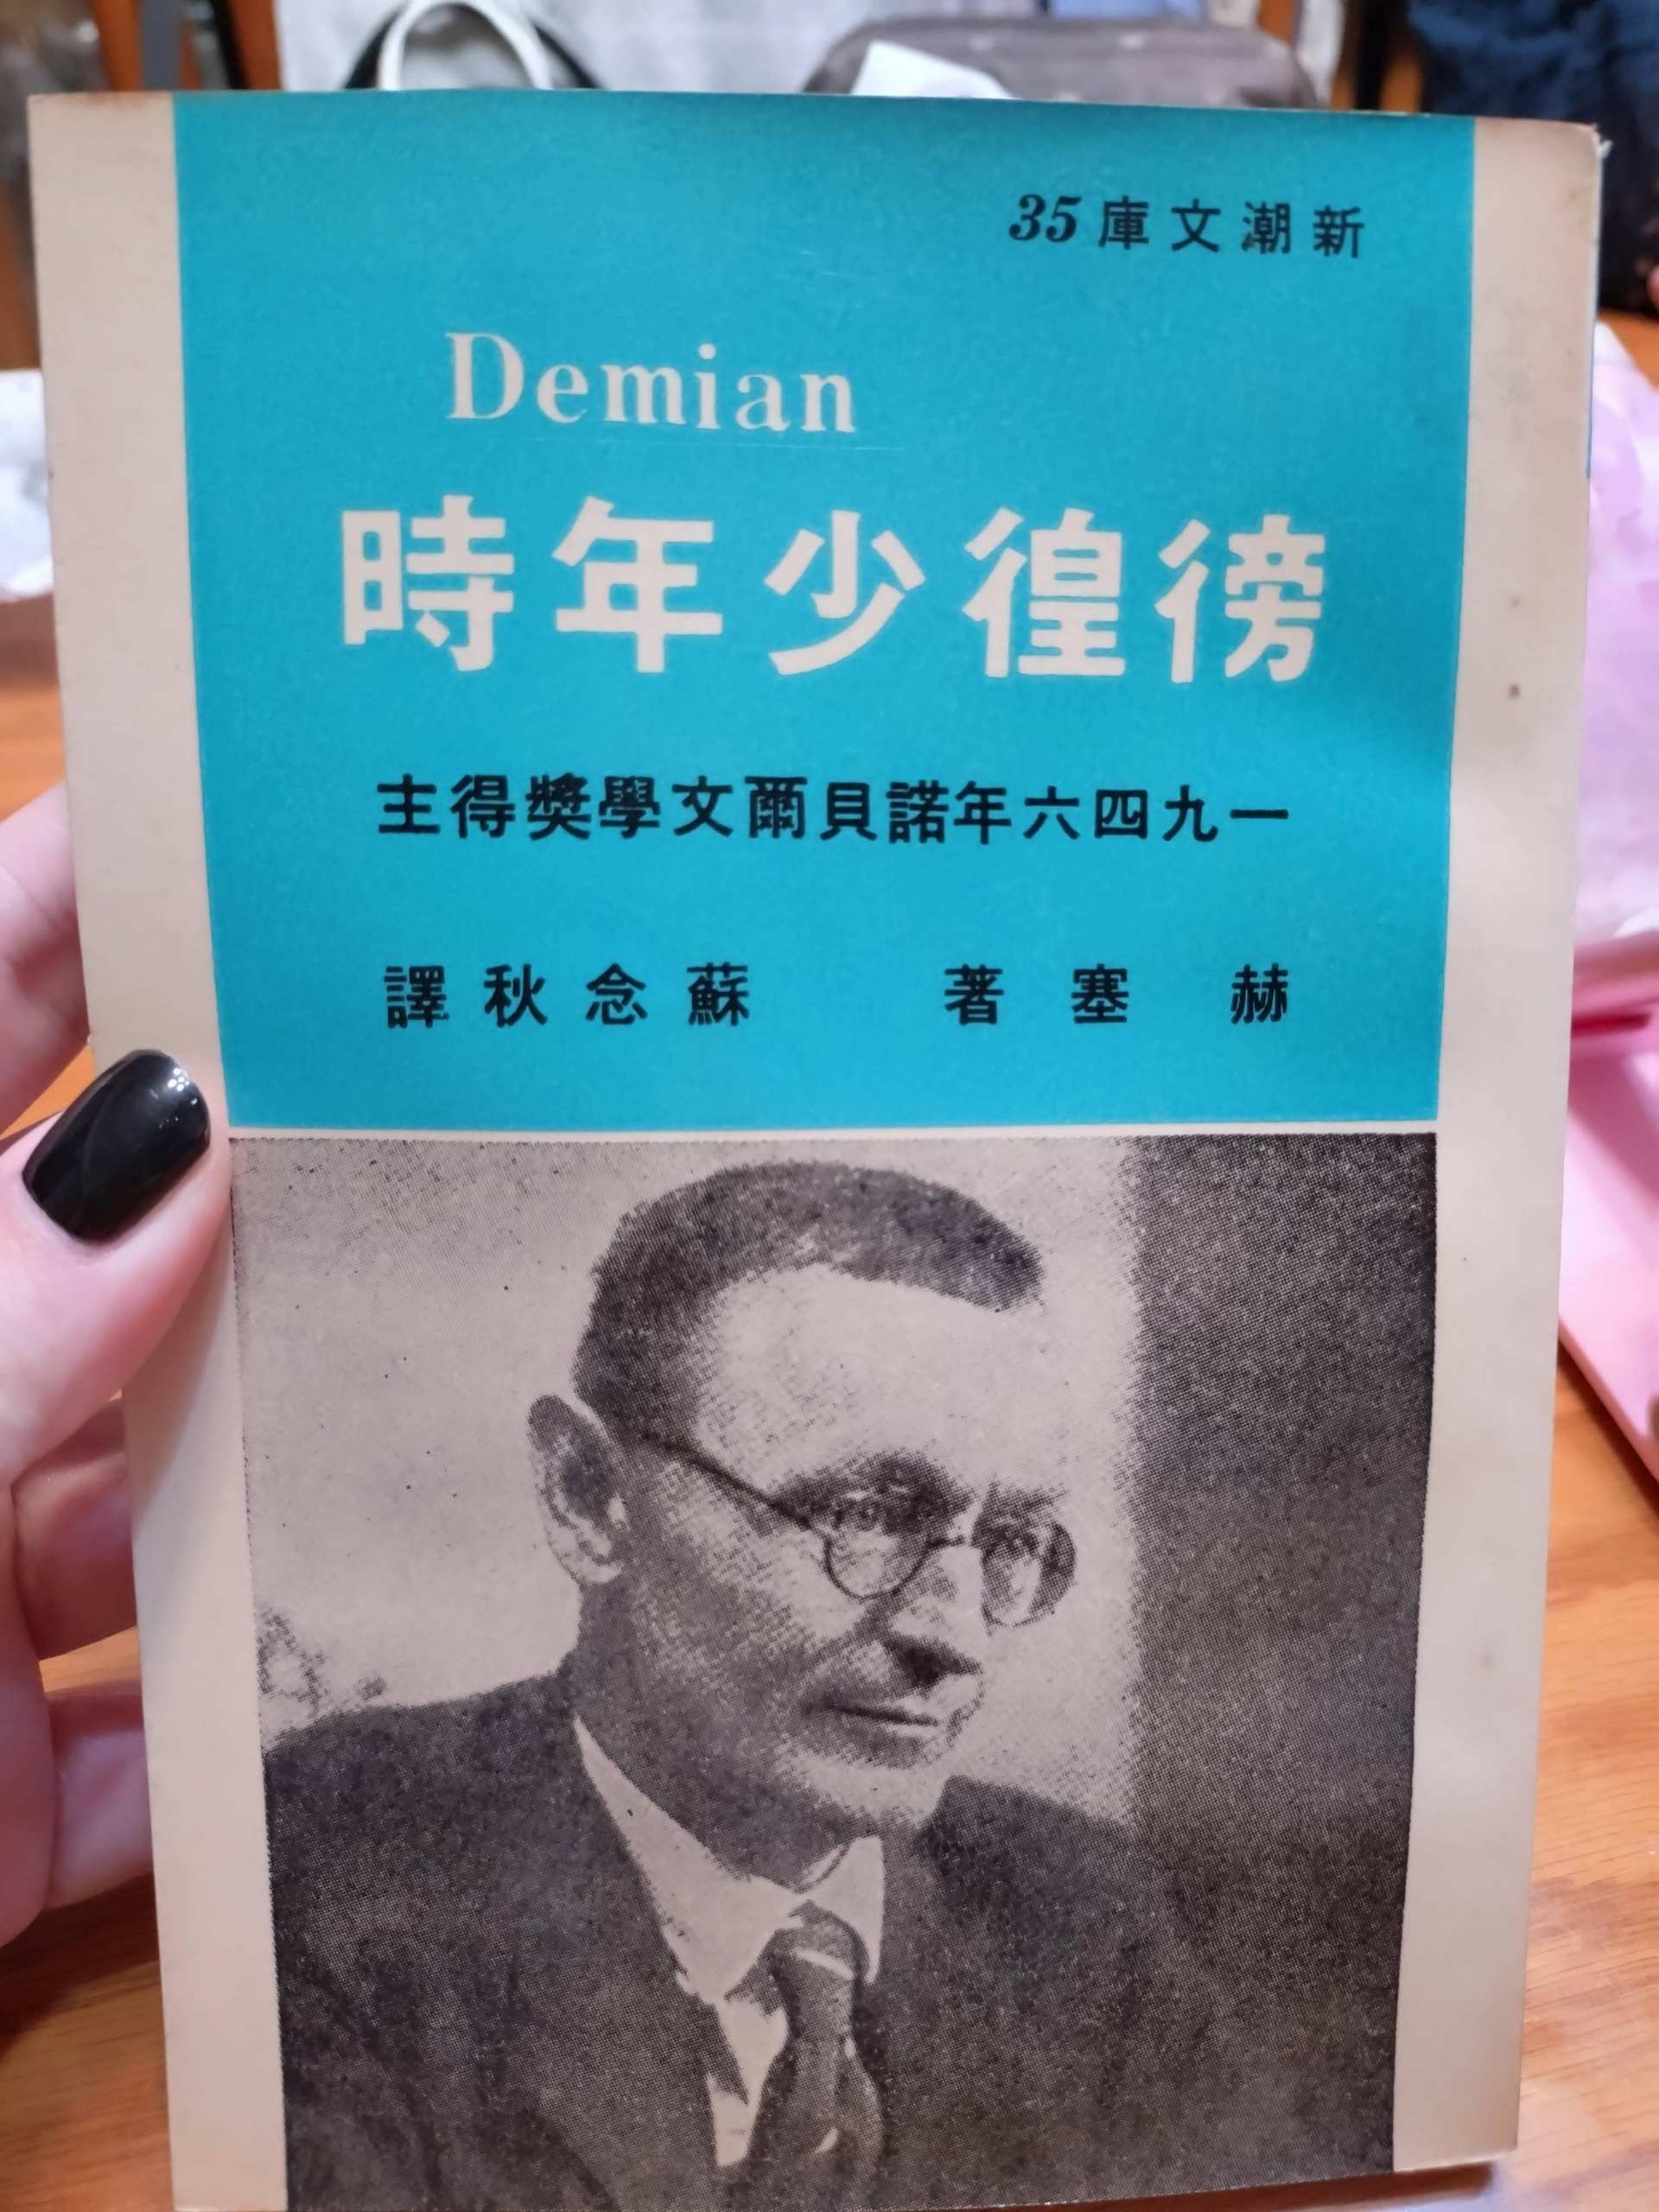 新潮文庫35
Demian
徬徨少年時
一九四六年諾貝爾文學獎得主
赫塞著 蘇念秋譯